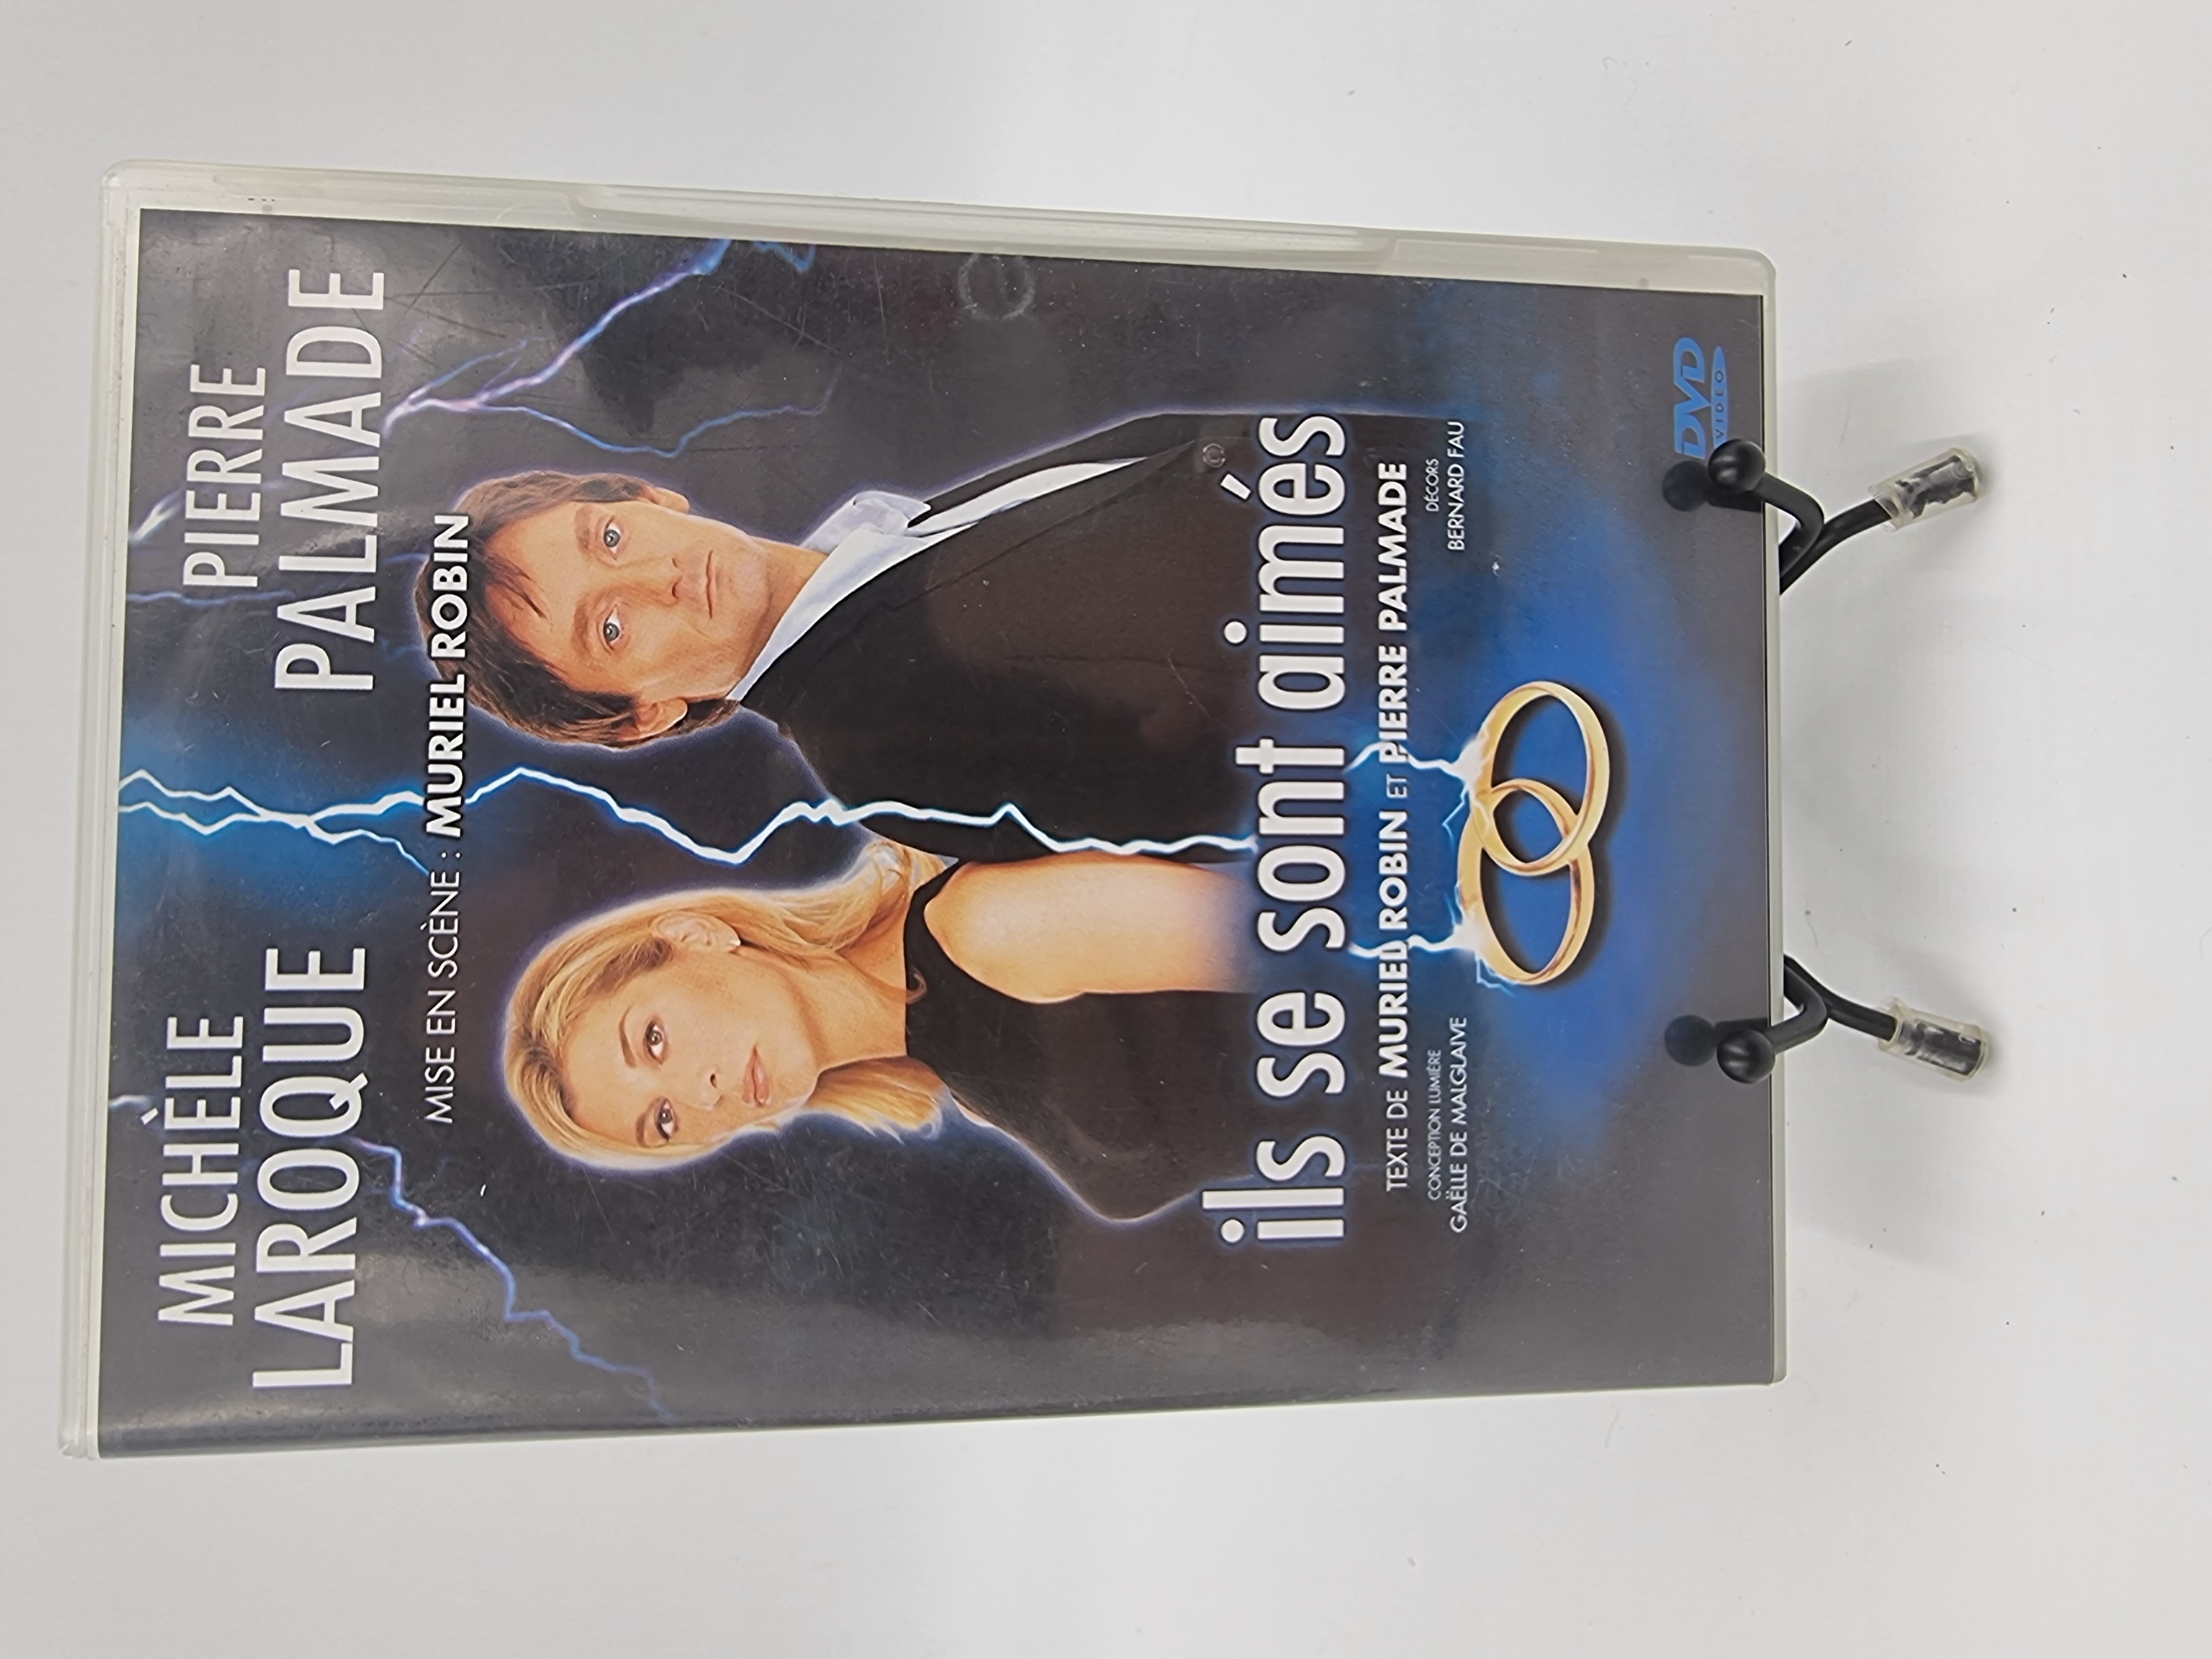 MICHÈLE
LAROQUE
PIERRE
PALMADE
MISE EN SCÈNE : MURIEL ROBIN
ils se sont aimés
TEXTE DE MURIEL ROBIN ET PIERRE PALMADE
CONCEPTION LUMIÈRE
GAËLLE DE MALGLAIVE
DÉCORS
BERNARD FAU
DVD
VIDEO